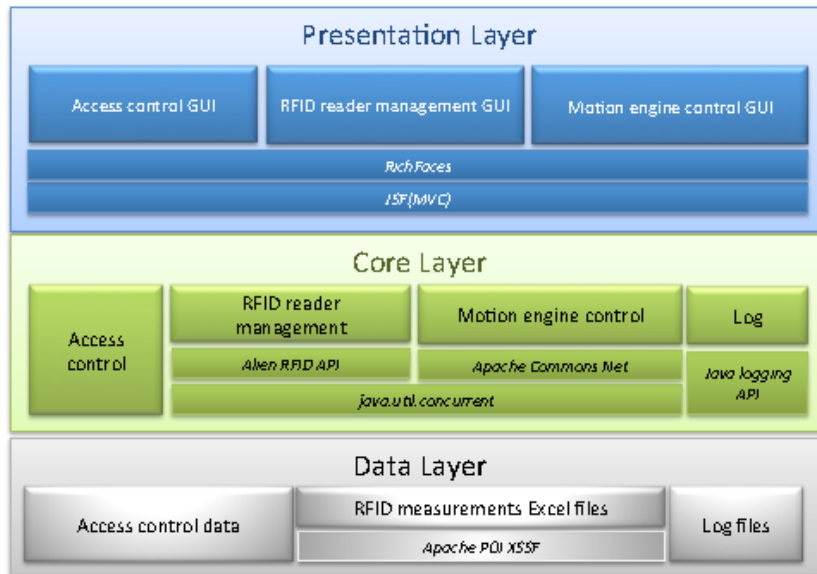 Presentation Layer
Access control GUI
RFID reader management GUI
Motion engine control GUI
RichFaces
JSF(MVC)
Core Layer
Access
control
RFID reader
management
Motion engine control
Log
Alien RFID API
Apache Commons Net
Java logging
API
java.util.concurrent
Data Layer
Access control data
RFID measurements Excel files
Log files
Apache POI XSSF